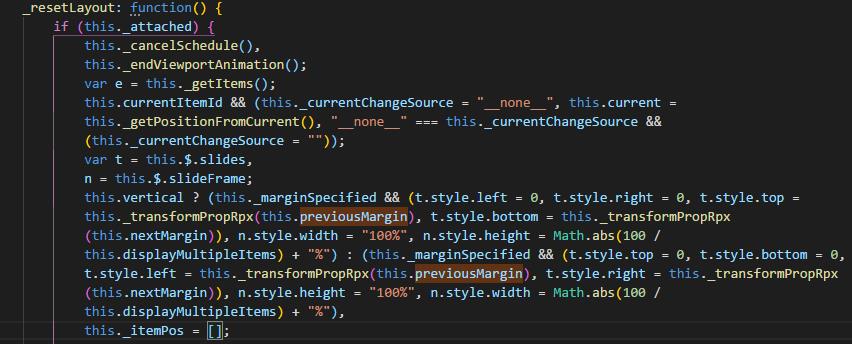 _resetLayout: function() {
if (this._attached) {
this._cancelSchedule(),
this._endViewportAnimation();
var e = this._getItems();
this.currentItemId && (this._currentChangeSource = "__none__", this.current =
this._getPositionFromCurrent(), "__none__" === this._currentChangeSource &&
(this._currentChangeSource = ""));
var t = this.$.slides,
n = this.$.slideFrame;
this.vertical ? (this._marginSpecified && (t.style.left = 0, t.style.right = 0, t.style.top =
this._transformPropRpx(this.previousMargin), t.style.bottom = this._transformPropRpx
(this.nextMargin)), n.style.width = "100%", n.style.height = Math.abs(100 /
this.displayMultipleItems) + "%") : (this._marginSpecified && (t.style.top = 0, t.style.bottom = 0,
t.style.left = this._transformPropRpx(this.previousMargin), t.style.right = this._transformPropRpx
(this.nextMargin)), n.style.height = "100%", n.style.width = Math.abs(100 /
this.displayMultipleItems) + "%"),
this._itemPos = [];